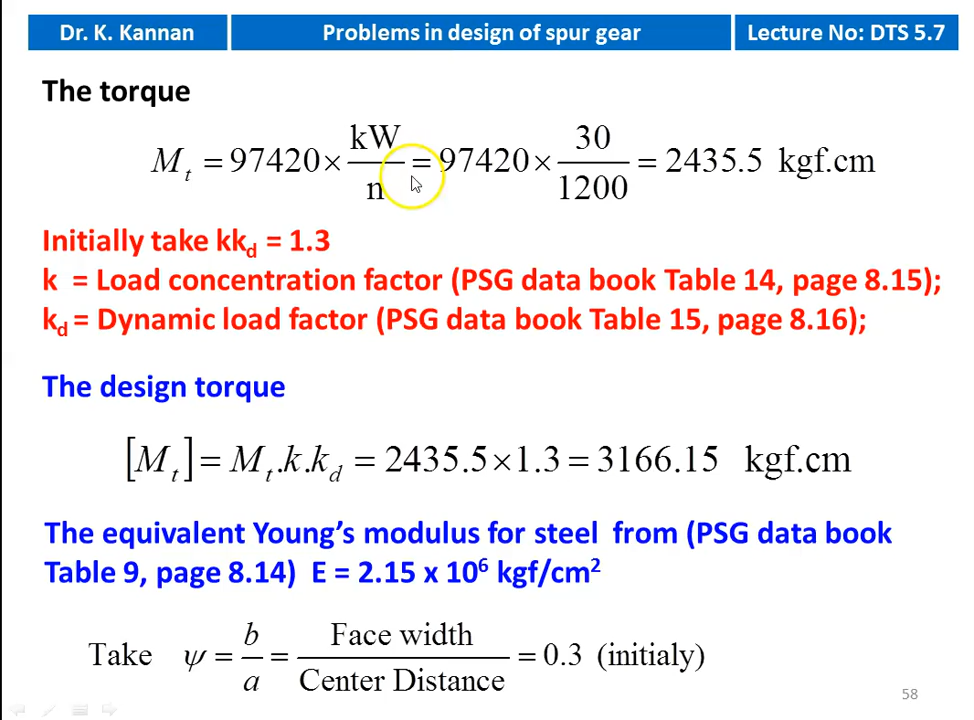 Dr. K. Kannan
Problems in design of spur gear
Lecture No: DTS 5.7
The torque
M_t = 97420 × kW/n = 97420 × 30/1200 = 2435.5 kgf.cm
Initially take kk_d = 1.3
k = Load concentration factor (PSG data book Table 14, page 8.15);
k_d = Dynamic load factor (PSG data book Table 15, page 8.16);
The design torque
[M_t] = M_t.k.k_d = 2435.5×1.3 = 3166.15 kgf.cm
The equivalent Young's modulus for steel from (PSG data book
Table 9, page 8.14) E = 2.15 x 10^6 kgf/cm^2
Take ψ = b/a = Face width/Center Distance = 0.3 (initialy)
58